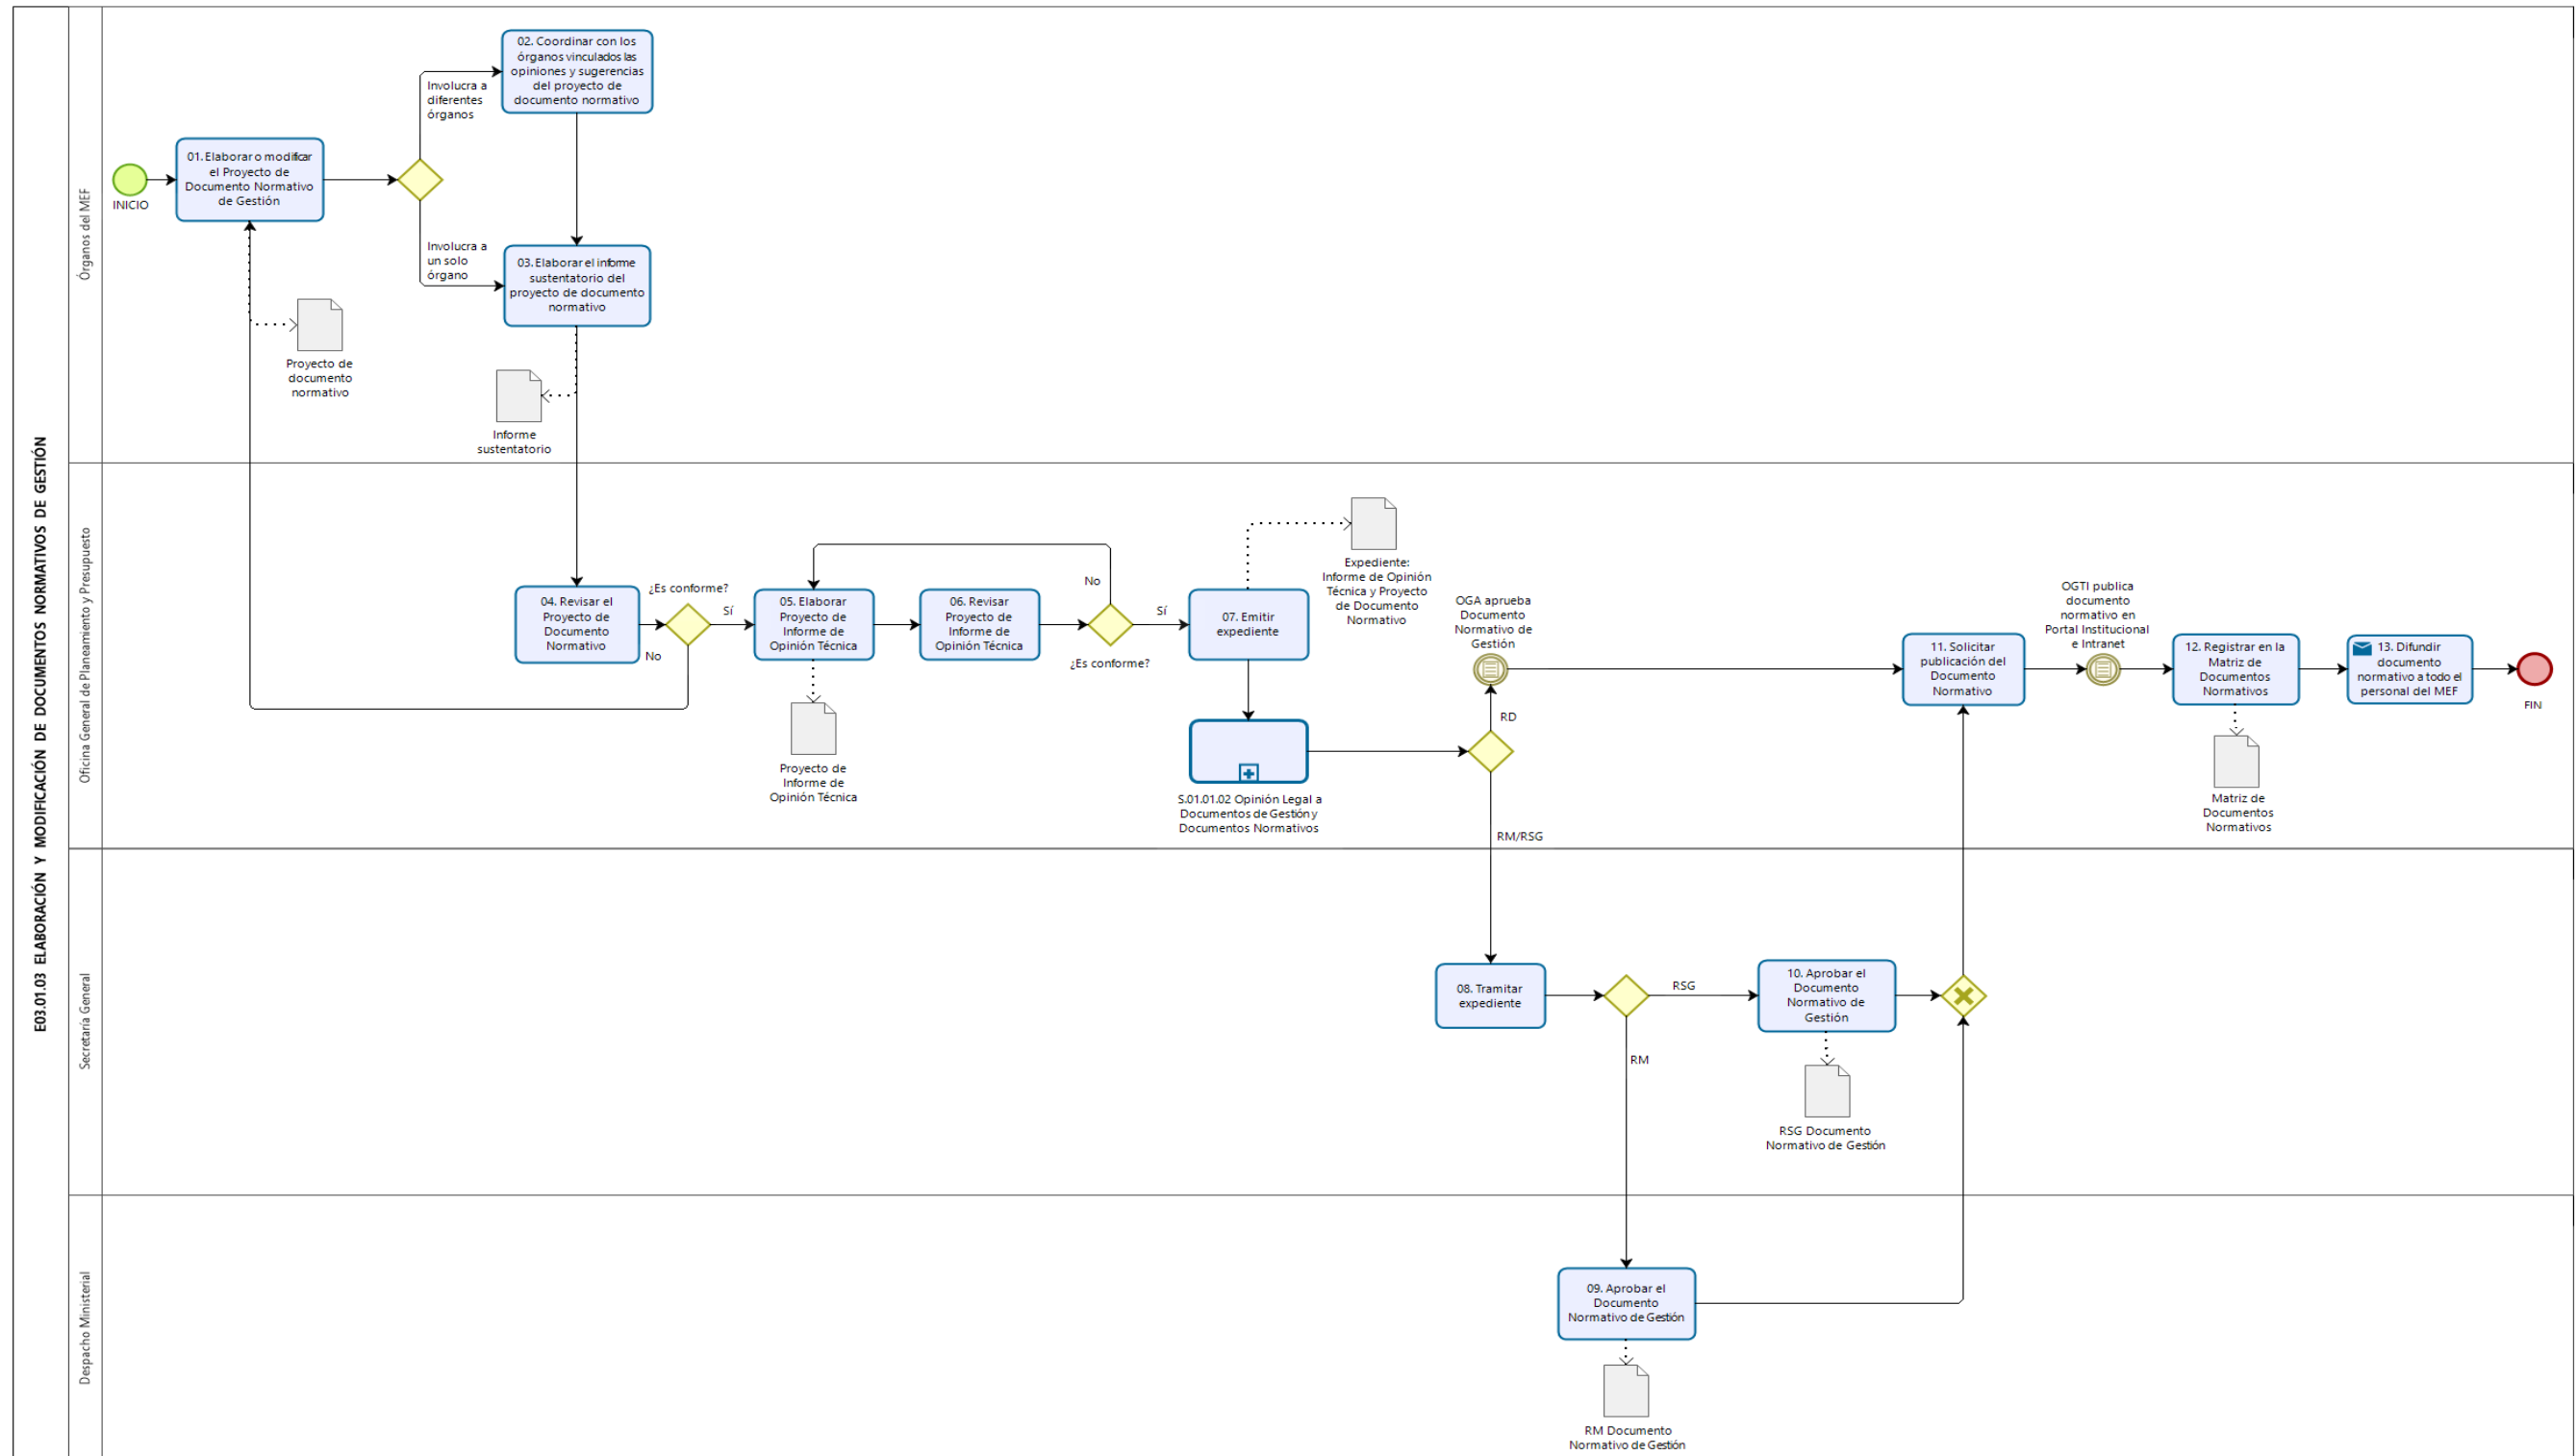 E03.01.03 ELABORACIÓN Y MODIFICACIÓN DE DOCUMENTOS NORMATIVOS DE GESTIÓN
Órganos del MEF
INICIO
01. Elaborar o modificar
el Proyecto de
Documento Normativo
de Gestión
Proyecto de
documento
normativo
Involucra a
diferentes
órganos
Involucra a
un solo
órgano
02. Coordinar con los
órganos vinculados las
opiniones y sugerencias
del proyecto de
documento normativo
03. Elaborar el informe
sustentatorio del
proyecto de documento
normativo
Informe
sustentatorio
Oficina General de Planeamiento y Presupuesto
04. Revisar el
Proyecto de
Documento
Normativo
¿Es conforme?
Sí
No
05. Elaborar
Proyecto de
Informe de
Opinión Técnica
Proyecto de
Informe de
Opinión Técnica
06. Revisar
Proyecto de
Informe de
Opinión Técnica
No
Sí
¿Es conforme?
07. Emitir
expediente
Expediente:
Informe de Opinión
Técnica y Proyecto
de Documento
Normativo
S.01.01.02 Opinión Legal a
Documentos de Gestión y
Documentos Normativos
OGA aprueba
Documento
Normativo de
Gestión
RD
RM/RSG
11. Solicitar
publicación del
Documento
Normativo
OGTI publica
documento
normativo en
Portal Institucional
e Intranet
12. Registrar en la
Matriz de
Documentos
Normativos
Matriz de
Documentos
Normativos
13. Difundir
documento
normativo a todo el
personal del MEF
FIN
Secretaría General
08. Tramitar
expediente
RSG
RM
10. Aprobar el
Documento
Normativo de
Gestión
RSG Documento
Normativo de Gestión
Despacho Ministerial
09. Aprobar el
Documento
Normativo de Gestión
RM Documento
Normativo de Gestión